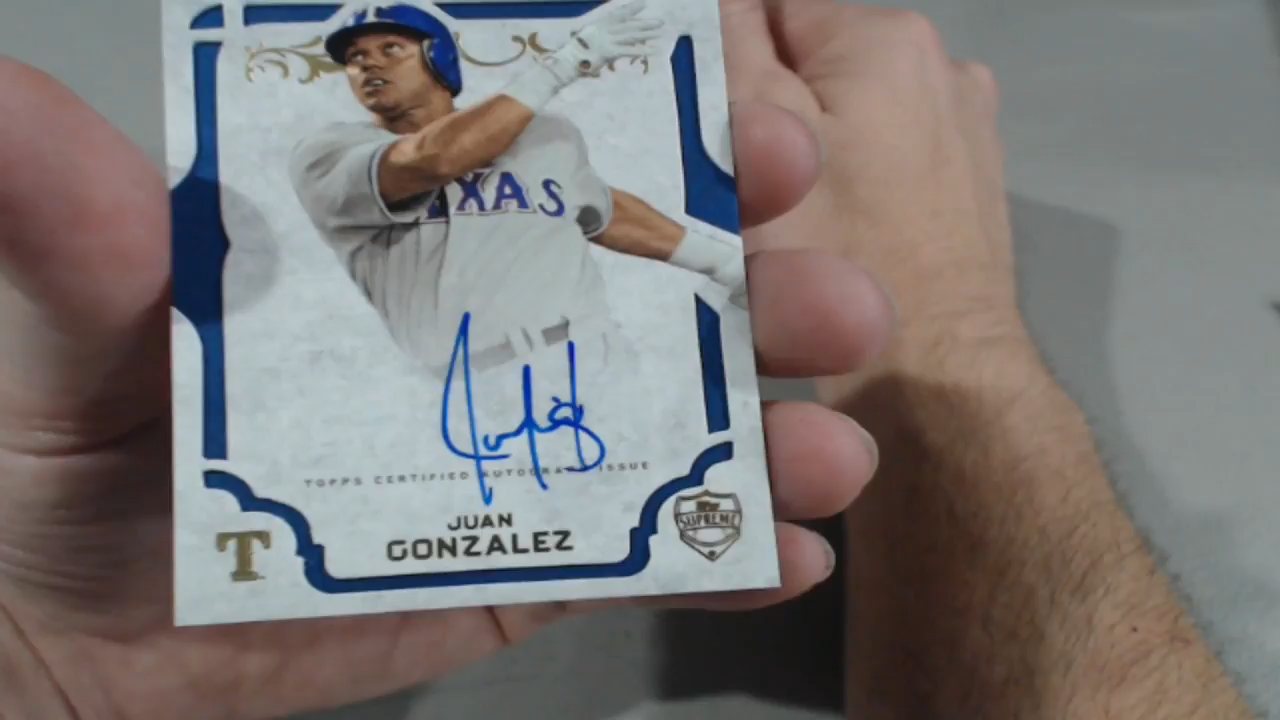 TEXAS
TOPPS CERTIFIED AUTOGRAPH ISSUE
JUAN
GONZALEZ
T
SUPREME